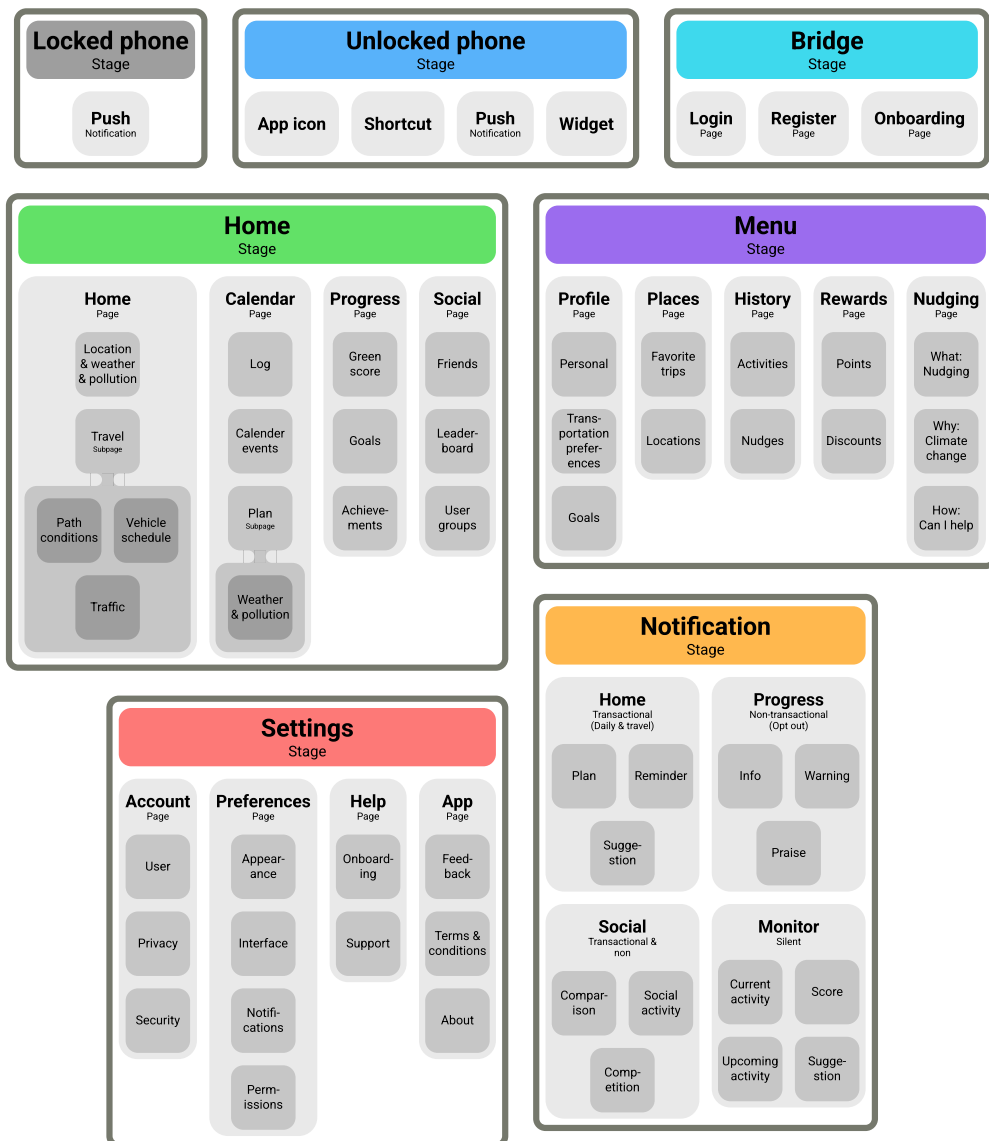 Locked phone
Stage
Push
Notification
Unlocked phone
Stage
App icon
Shortcut
Push
Notification
Widget
Bridge
Stage
Login
Page
Register
Page
Onboarding
Page
Home
Stage
Home
Page
Location
& weather
& pollution
Travel
Subpage
Path
conditions
Vehicle
schedule
Traffic
Calendar
Page
Log
Calender
events
Plan
Subpage
Weather
& pollution
Progress
Page
Green
score
Goals
Achieve-
ments
Social
Page
Friends
Leader-
board
User
groups
Menu
Stage
Profile
Page
Personal
Trans-
portation
prefer-
ences
Goals
Places
Page
Favorite
trips
Locations
History
Page
Activities
Nudges
Rewards
Page
Points
Discounts
Nudging
Page
What:
Nudging
Why:
Climate
change
How:
Can I help
Notification
Stage
Home
Transactional
(Daily & travel)
Plan
Reminder
Sugge-
stion
Progress
Non-transactional
(Opt out)
Info
Warning
Praise
Social
Transactional &
non
Compar-
ison
Social
activity
Comp-
etition
Monitor
Silent
Current
activity
Score
Upcoming
activity
Sugge-
stion
Settings
Stage
Account
Page
User
Privacy
Security
Preferences
Page
Appear-
ance
Interface
Notifi-
cations
Perm-
issions
Help
Page
Onboard-
ing
Support
App
Page
Feed-
back
Terms &
conditions
About